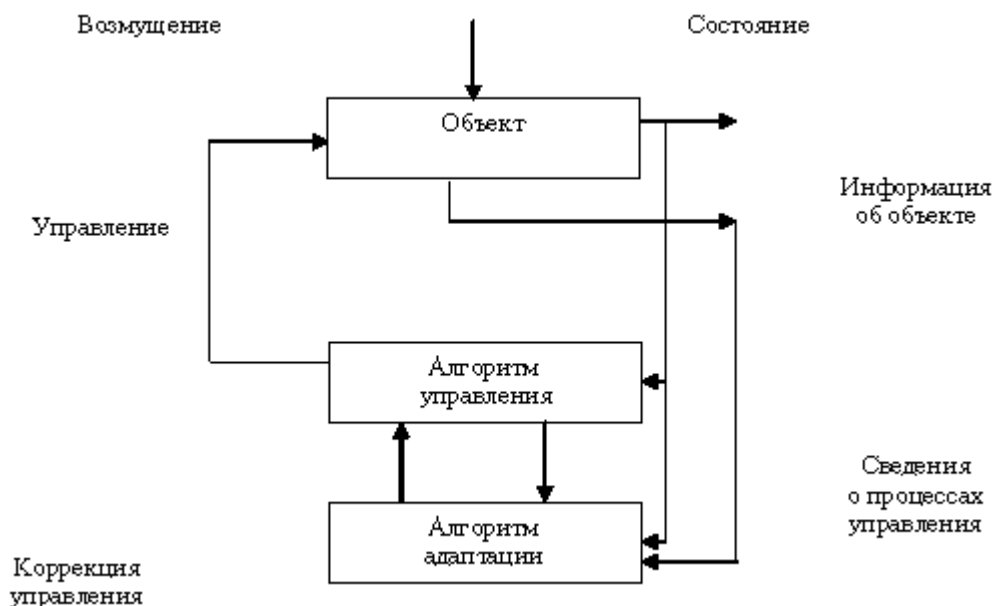 Возмущение
Состояние
Объект
Информация
об объекте
Управление
Алгоритм
управления
Сведения
о процессах
управления
Алгоритм
адаптации
Коррекция
управления